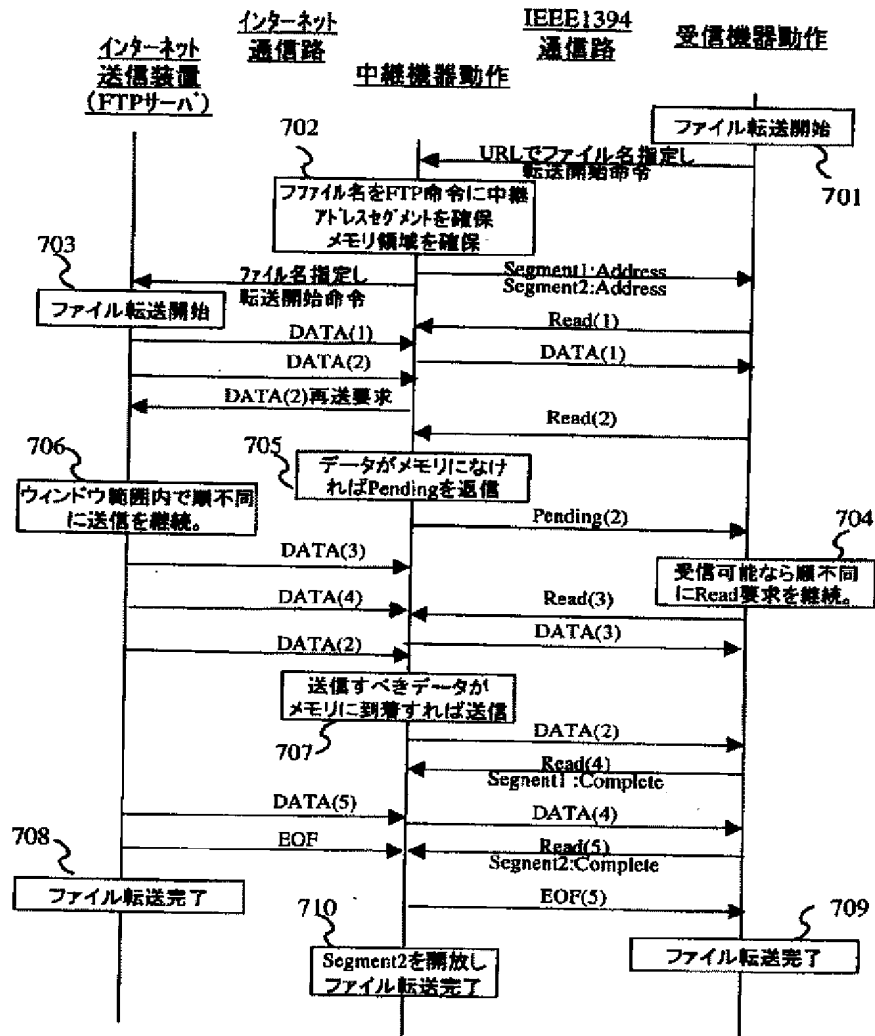 インターネット
送信装置
(FTPサーバ)
インターネット
通信路
中継機器動作
IEEE1394
通信路
受信機器動作
ファイル転送開始
701
702
URLでファイル名指定し
転送開始命令
フファイル名をFTP命令に中継
アドレスセグメントを確保
メモリ領域を確保
703
ファイル名指定し
転送開始命令
Segment1:Address
Segment2:Address
ファイル転送開始
Read(1)
DATA(1)
DATA(1)
DATA(2)
DATA(2)再送要求
Read(2)
706
705
データがメモリになけ
ればPendingを返信
ウィンドウ範囲内で順不同
に送信を継続。
Pending(2)
704
DATA(3)
受信可能なら順不同
にRead要求を継続。
DATA(4)
Read(3)
DATA(2)
DATA(3)
送信すべきデータが
メモリに到着すれば送信
707
DATA(2)
Read(4)
Segment1:Complete
DATA(5)
DATA(4)
708
EOF
Read(5)
Segment2:Complete
ファイル転送完了
EOF(5)
710
709
Segment2を開放し
ファイル転送完了
ファイル転送完了